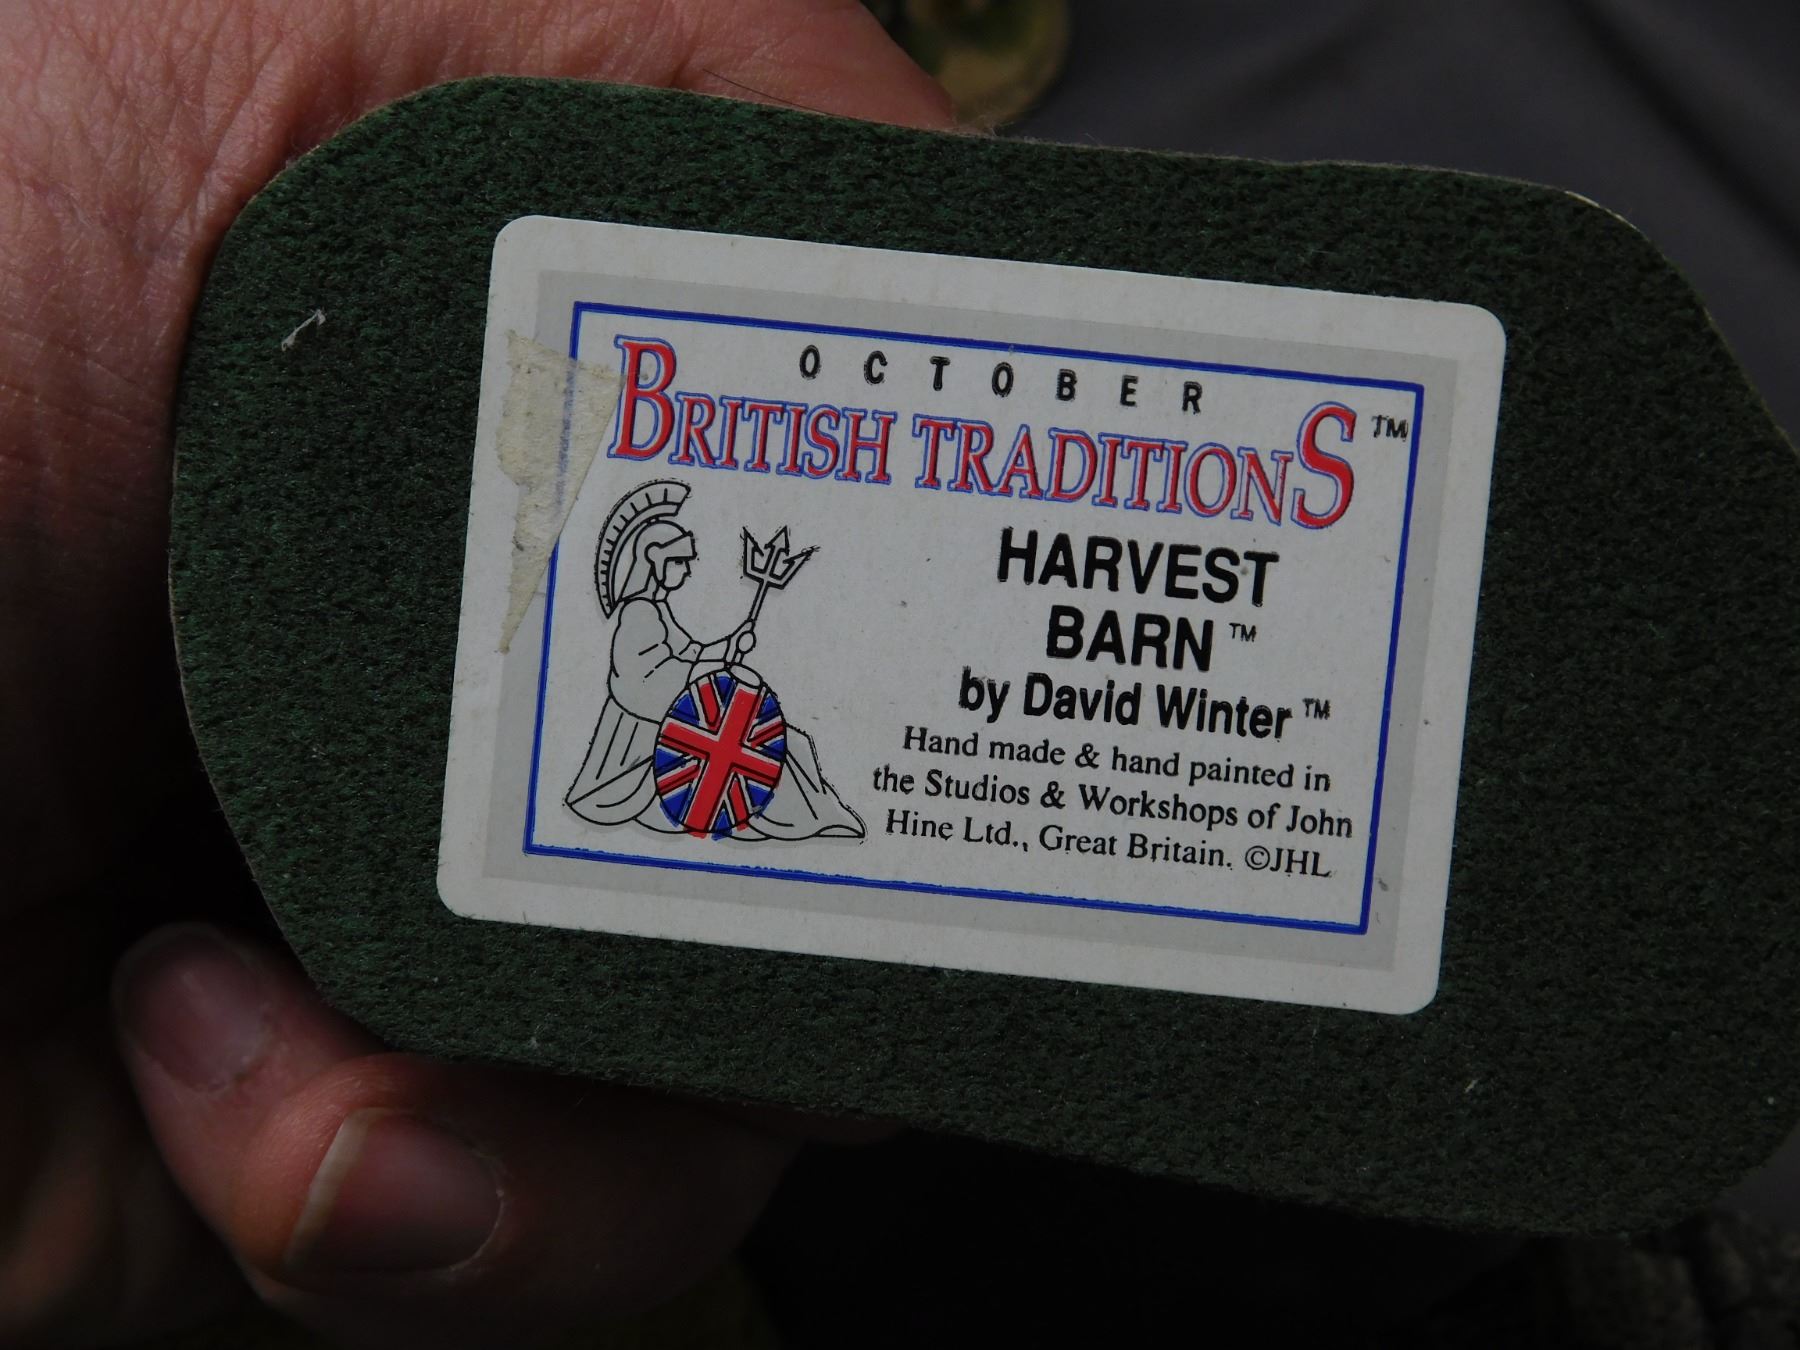 OCTOBER
BRITISH TRADITIONS™
HARVEST
BARN™
by David Winter™
Hand made & hand painted in
the Studios & Workshops of John
Hine Ltd., Great Britain. ©JHL